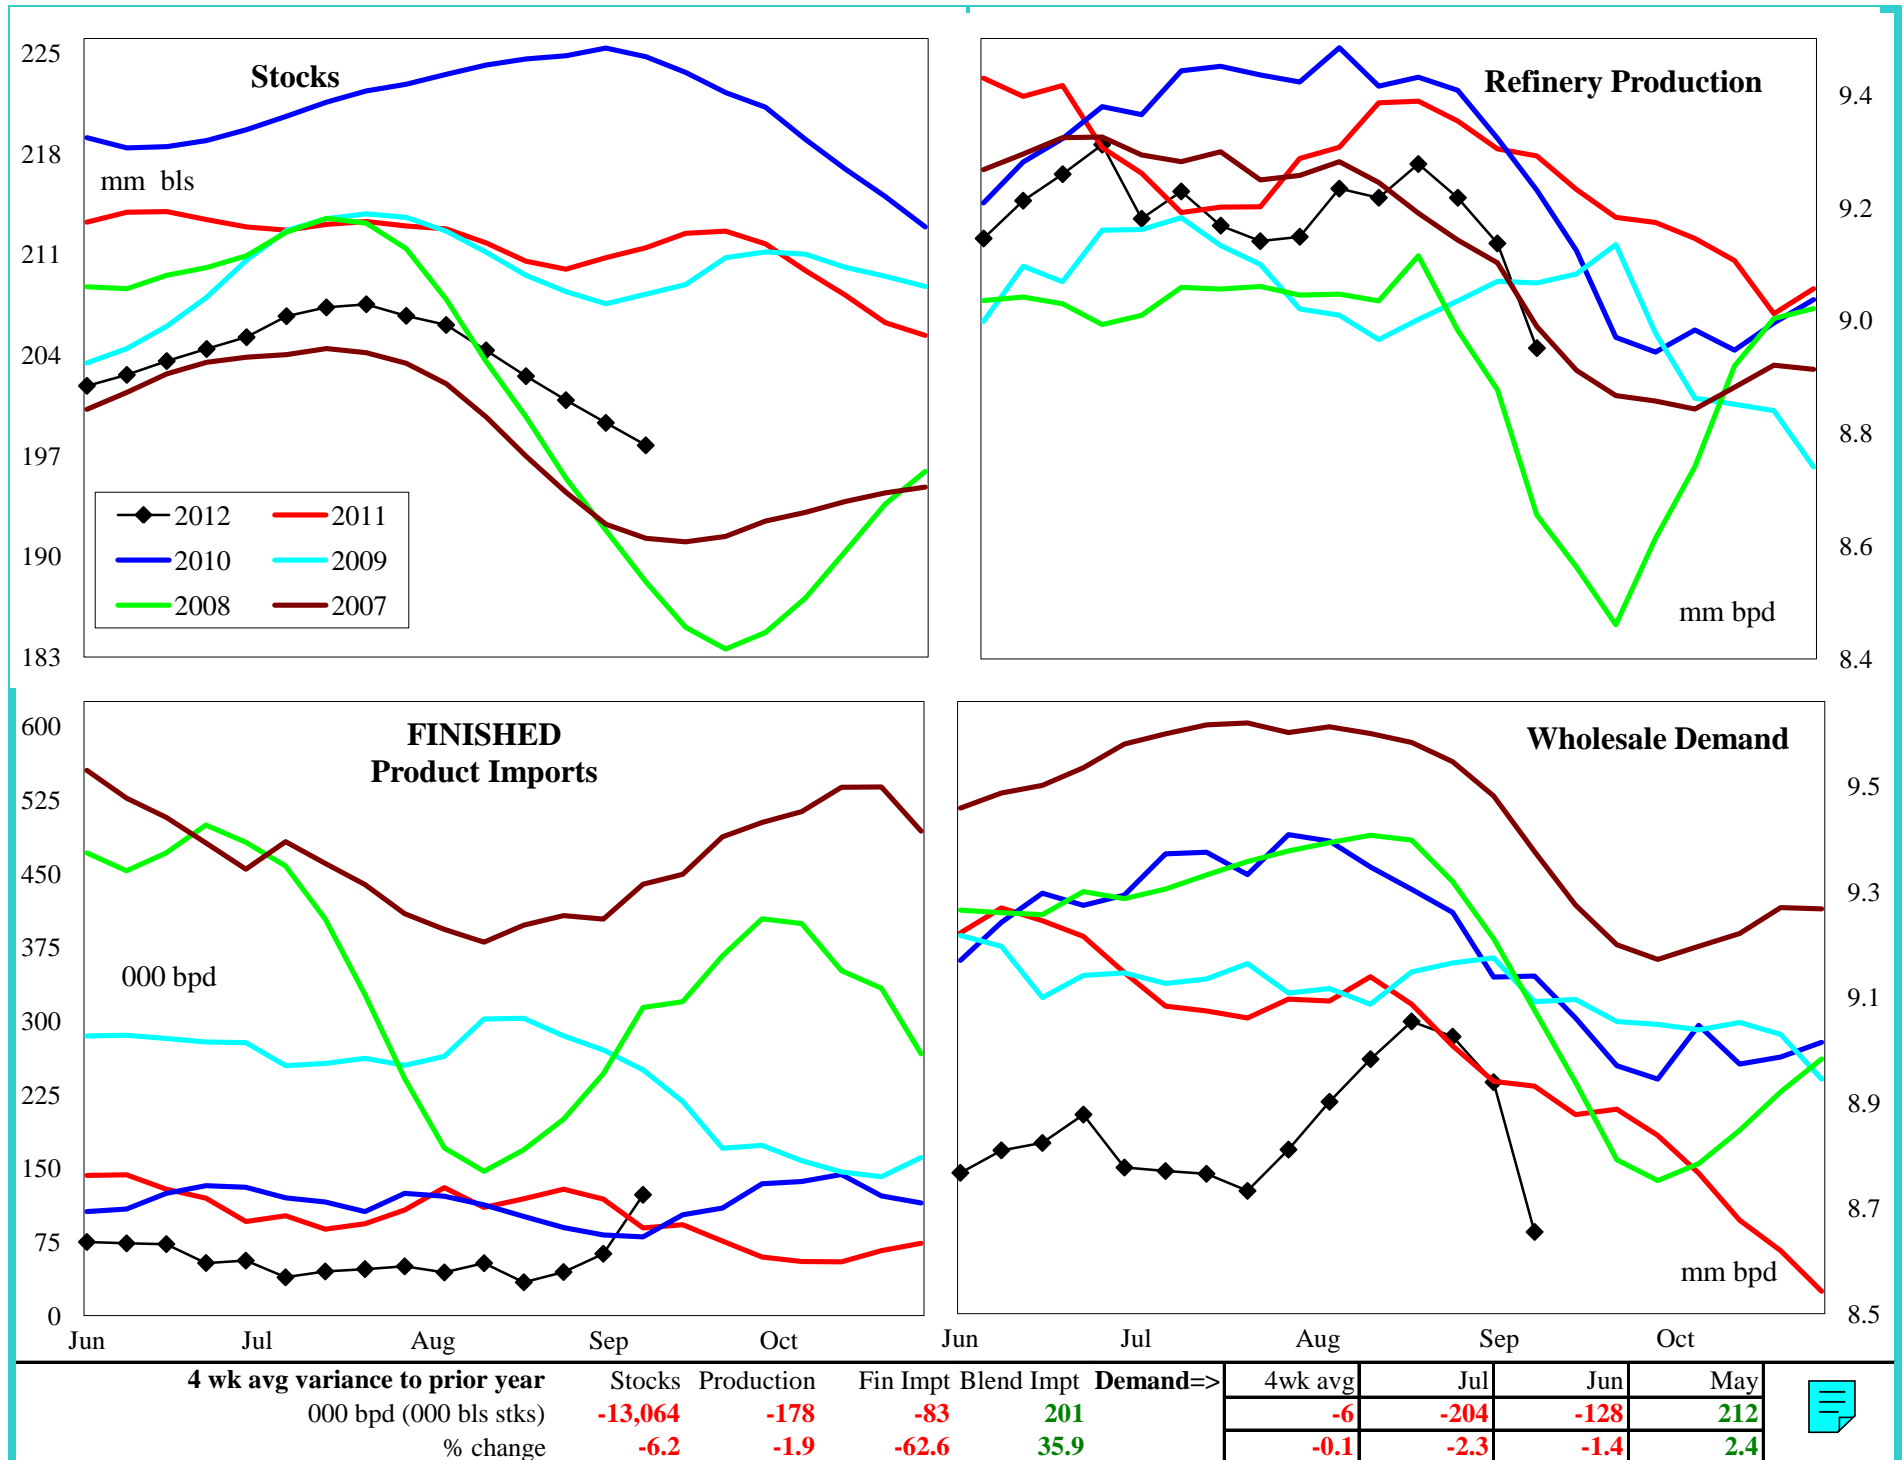 Stocks
mm bls
225
218
211
204
197
190
183
2012
2011
2010
2009
2008
2007
Refinery Production
mm bpd
9.4
9.2
9.0
8.8
8.6
8.4
FINISHED
Product Imports
000 bpd
600
525
450
375
300
225
150
75
0
Jun Jul Aug Sep Oct
Wholesale Demand
mm bpd
9.5
9.3
9.1
8.9
8.7
8.5
Jun Jul Aug Sep Oct
4 wk avg variance to prior year Stocks Production Fin Impt Blend Impt Demand=> 4wk avg Jul Jun May
000 bpd (000 bls stks) -13,064 -178 -83 201 -6 -204 -128 212
% change -6.2 -1.9 -62.6 35.9 -0.1 -2.3 -1.4 2.4